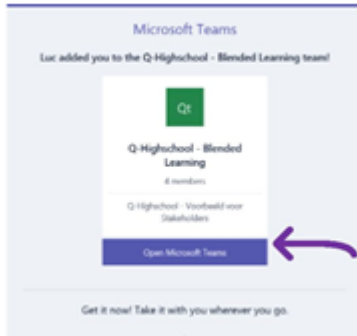 Microsoft Teams
Luc added you to the Q-Highschool - Blended Learning team!
Qt
Q-Highschool - Blended
Learning
4 members
Q-Highschool - Voorbeeld voor
Stakeholders
Open Microsoft Teams
Get it now! Take it with you wherever you go.